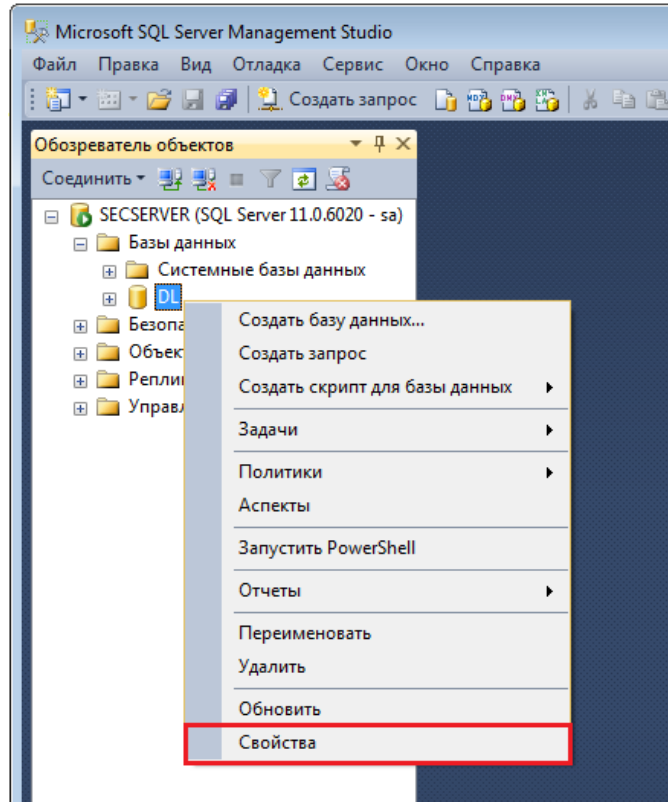 Microsoft SQL Server Management Studio
Файл Правка Вид Отладка Сервис Окно Справка
Создать запрос
Обозреватель объектов
Соединить
SECSERVER (SQL Server 11.0.6020 - sa)
Базы данных
Системные базы данных
DL
Безопа
Объек
Репли
Управл
Создать базу данных...
Создать запрос
Создать скрипт для базы данных
Задачи
Политики
Аспекты
Запустить PowerShell
Отчеты
Переименовать
Удалить
Обновить
Свойства